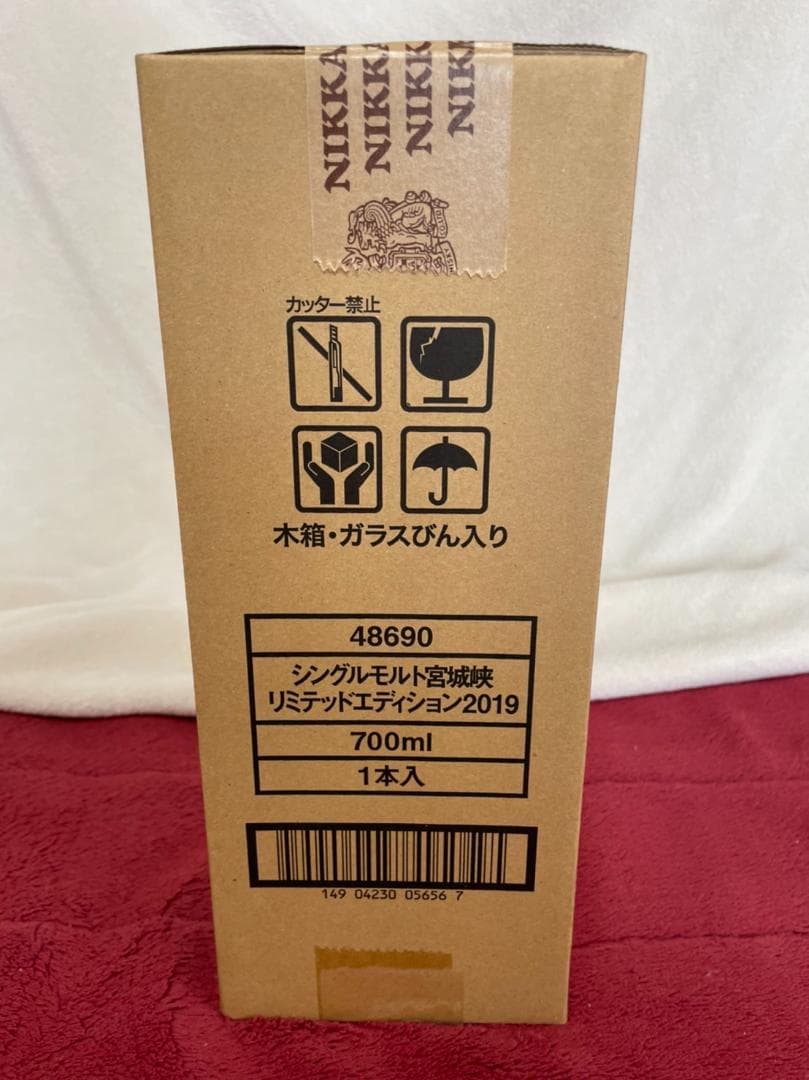 NIKKA
NIKKA
NIKK
NIK
カッター禁止
木箱・ガラスびん入り
48690
シングルモルト宮城峡
リミテッドエディション2019
700ml
1本入
149 04230 05656 7